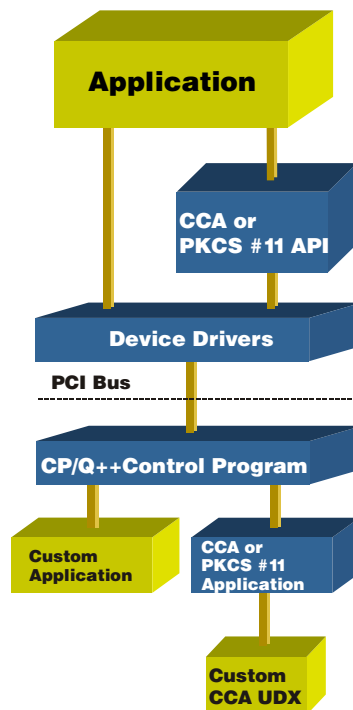 Application
CCA or
PKCS #11 API
Device Drivers
PCI Bus
CP/Q++Control Program
Custom
Application
CCA or
PKCS #11
Application
Custom
CCA UDX